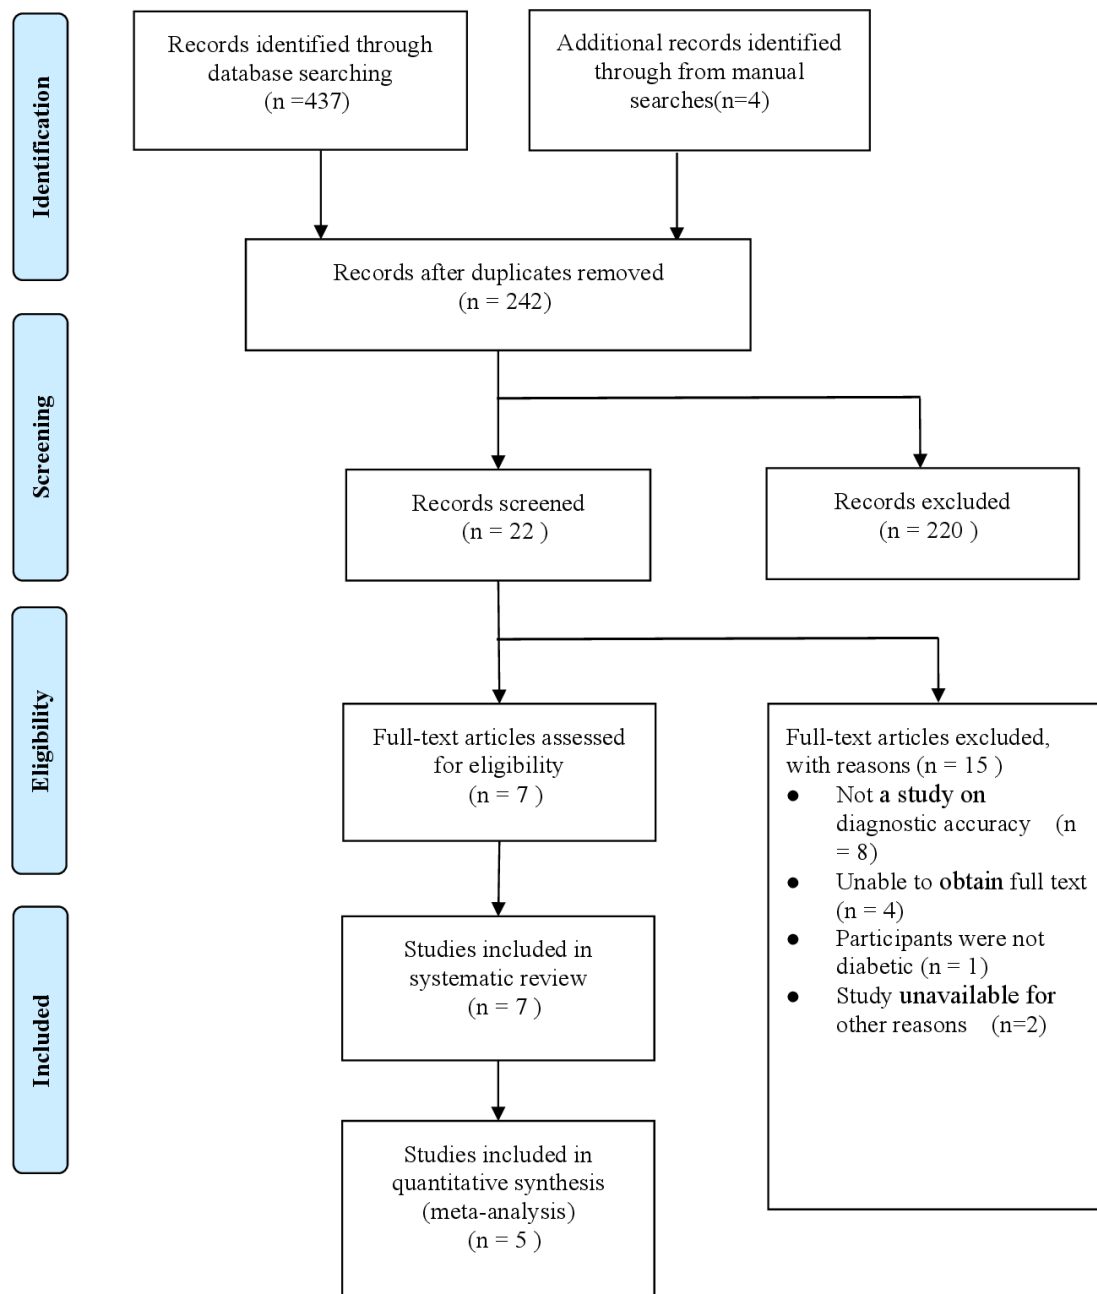 Identification
Records identified through
database searching
(n =437)
Additional records identified
through from manual
searches(n=4)
Records after duplicates removed
(n = 242)
Screening
Records screened
(n = 22 )
Records excluded
(n = 220 )
Eligibility
Full-text articles assessed
for eligibility
(n = 7 )
Full-text articles excluded,
with reasons (n = 15 )
● Not a study on
diagnostic accuracy (n
= 8)
● Unable to obtain full text
(n = 4)
● Participants were not
diabetic (n = 1)
● Study unavailable for
other reasons (n=2)
Included
Studies included in
systematic review
(n = 7 )
Studies included in
quantitative synthesis
(meta-analysis)
(n = 5 )